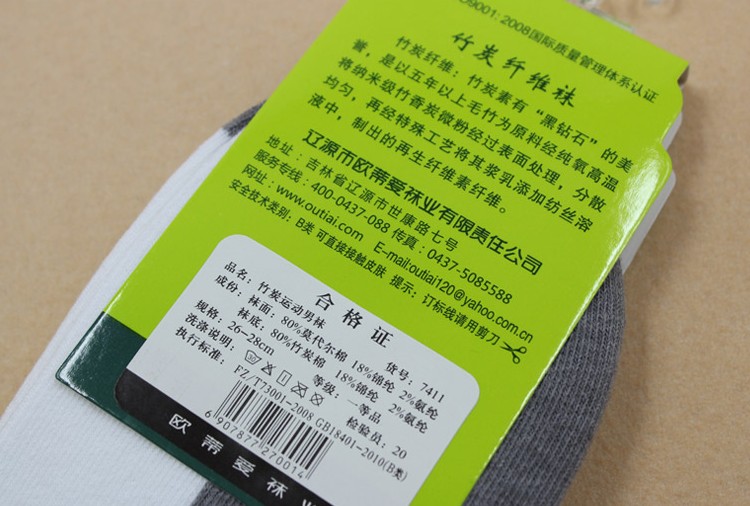 ISO9001:2008国际质量管理体系认证
竹炭纤维袜
竹炭纤维：竹炭素有“黑钻石”的美
誉，是以五年以上毛竹为原料经纯氧高温
将纳米级竹香炭微粉经过表面处理，分散
均匀，再经特殊工艺将其浆乳添加纺丝溶
液中，制出的再生纤维素纤维。
辽源市欧蒂爱袜业有限责任公司
地址：吉林省辽源市世康路七号
服务专线：400-0437-088 传真：0437-5085588
网址：www.outiai.com E-mail:outiai120@yahoo.com.cn
安全技术类别：B类 可直接接触皮肤 提示：订标线请用剪刀
合格证
品名：竹炭运动男袜 货号：7411
成份：袜面：80%莫代尔棉 18%锦纶 2%氨纶
袜底：80%竹炭棉 18%锦纶 2%氨纶
规格：26-28cm 等级：一等品 检验员：20
洗涤说明：
执行标准：FZ/T73001-2008 GB18401-2010(B类)
6 907877 270014
欧蒂爱袜业